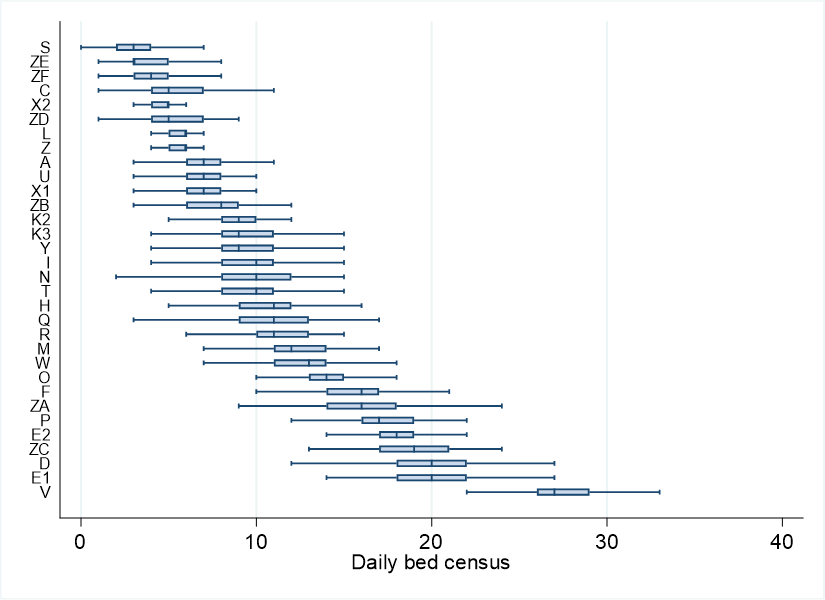 S
ZE
ZF
C
X2
ZD
L
Z
A
U
X1
ZB
K2
K3
Y
I
N
T
H
Q
R
M
W
O
F
ZA
P
E2
ZC
D
E1
V
0 10 20 30 40
Daily bed census